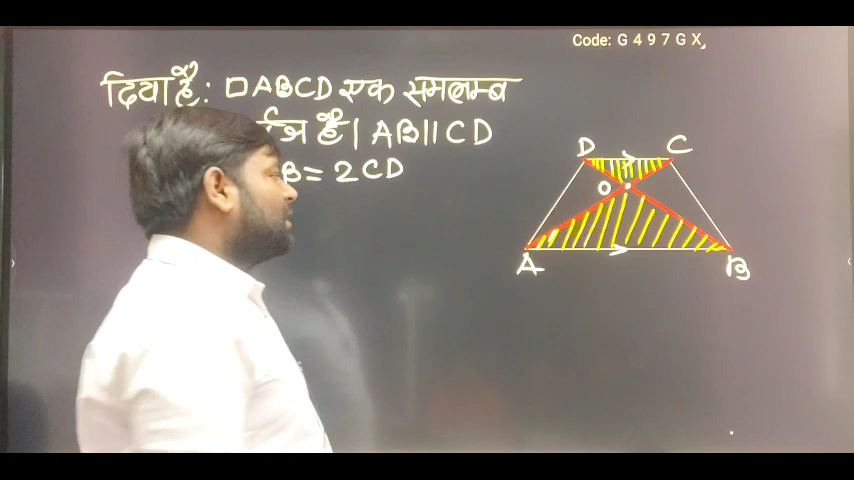 Code: G 4 9 7 G X
दिया है: □ABCD एक समलम्ब
है | AB||CD
B = 2CD
D C
O
A B